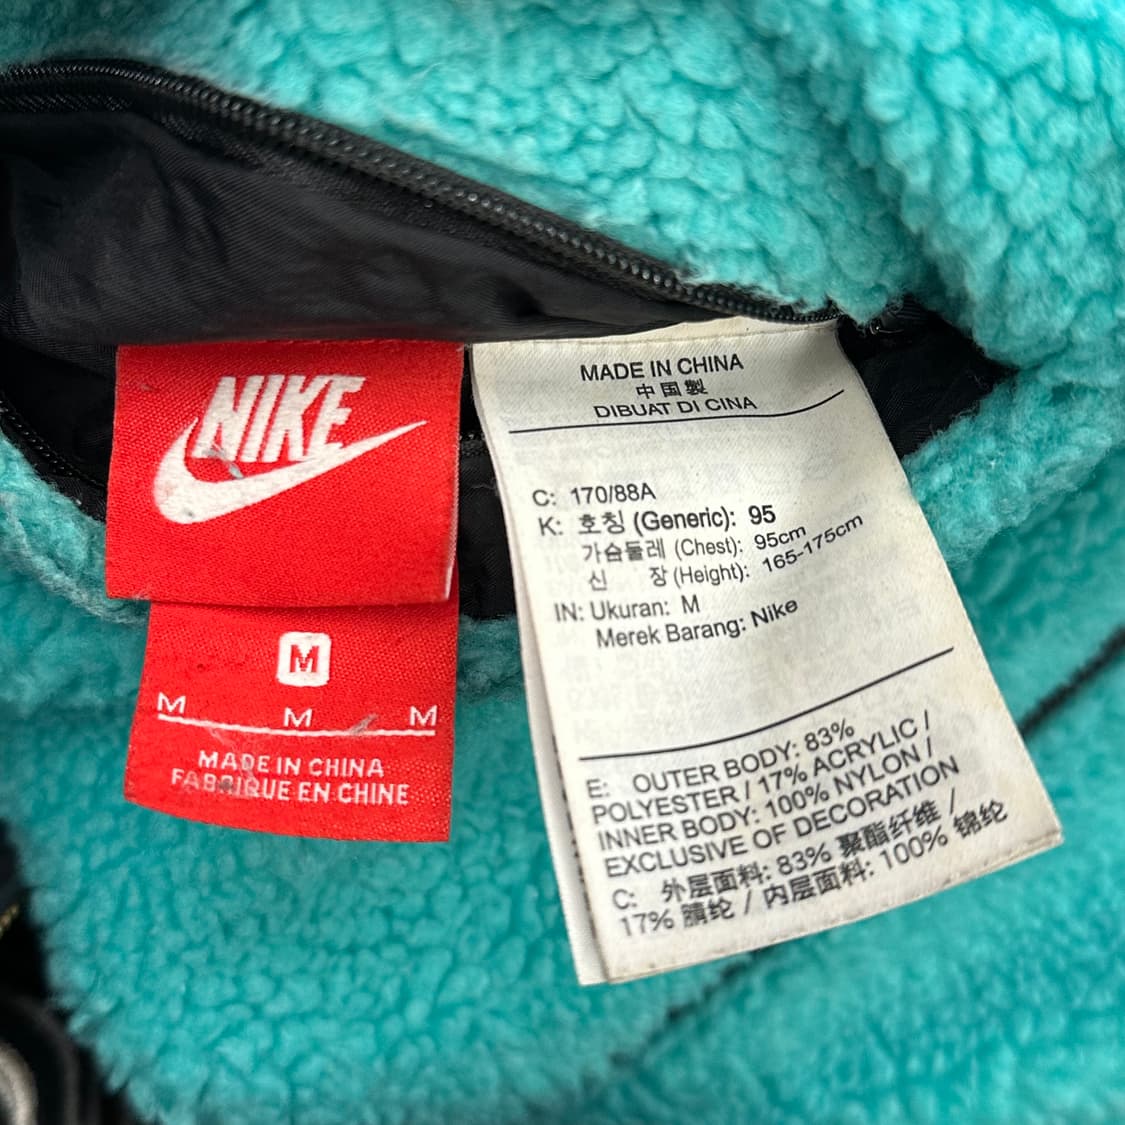 NIKE
M
M M M
MADE IN CHINA
FABRIQUE EN CHINE
MADE IN CHINA
中国製
DIBUAT DI CINA
C: 170/88A
K: 호칭 (Generic): 95
가슴둘레 (Chest): 95cm
신 장 (Height): 165-175cm
IN: Ukuran: M
Merek Barang: Nike
E: OUTER BODY: 83%
POLYESTER / 17% ACRYLIC /
INNER BODY: 100% NYLON /
EXCLUSIVE OF DECORATION
C: 外层面料: 83% 聚酯纤维 /
17% 腈纶 / 内层面料: 100% 锦纶